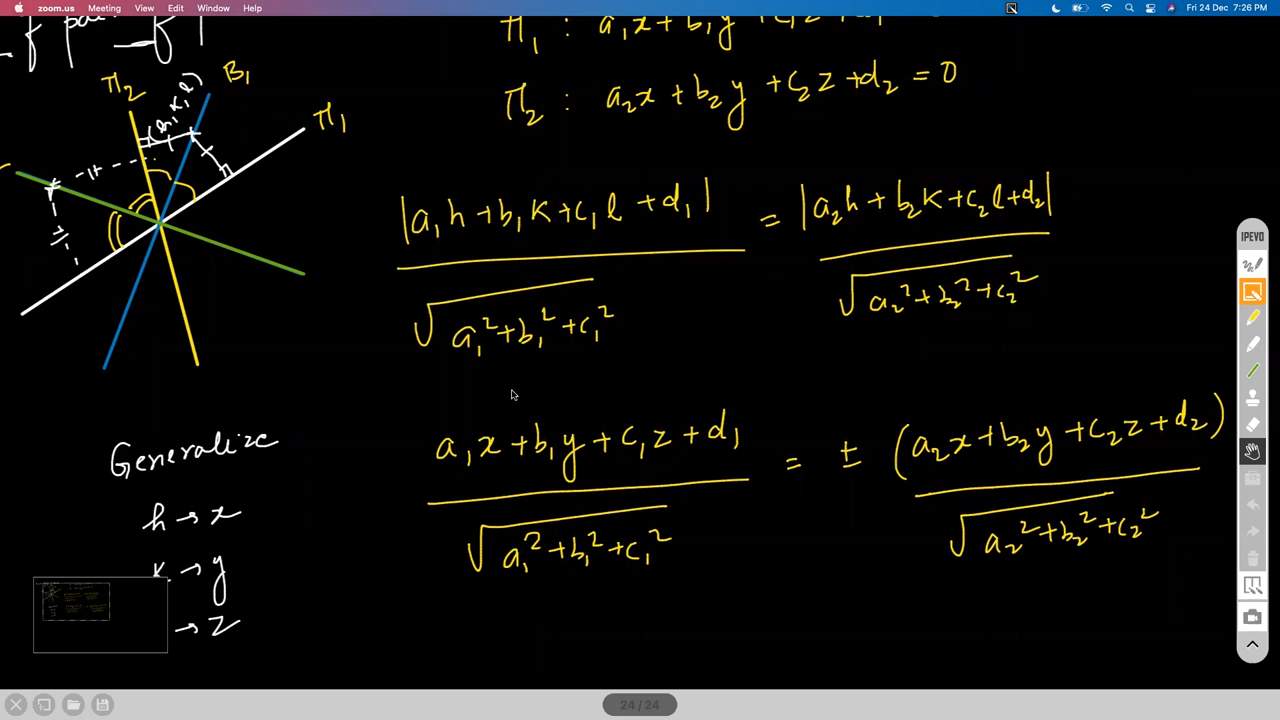 zoom.us Meeting View Edit Window Help Fri 24 Dec 7:26 PM
π₁ : a₁x + b₁y
π₂ : a₂x + b₂y + c₂z + d₂ = 0
π₂
B₁
π₁
|a₁h + b₁k + c₁l + d₁| / √(a₁² + b₁² + c₁²) = |a₂h + b₂k + c₂l + d₂| / √(a₂² + b₂² + c₂²)
IPEVO
Generalize
h → x
k → y
→ z
a₁x + b₁y + c₁z + d₁ / √(a₁² + b₁² + c₁²) = ± (a₂x + b₂y + c₂z + d₂) / √(a₂² + b₂² + c₂²)
24 / 24